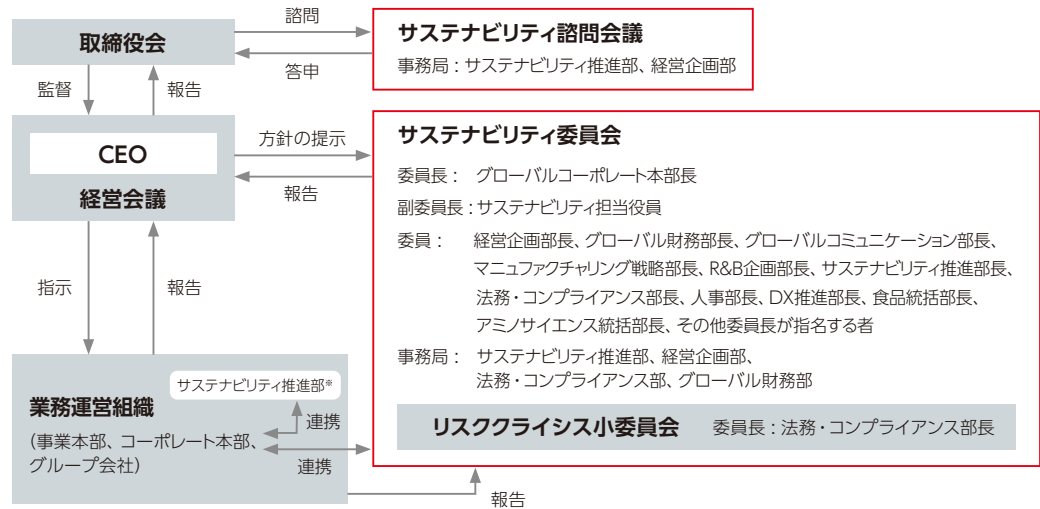 諮問
取締役会
答申
サステナビリティ諮問会議
事務局：サステナビリティ推進部、経営企画部
監督
報告
CEO
経営会議
方針の提示
報告
サステナビリティ委員会
委員長： グローバルコーポレート本部長
副委員長：サステナビリティ担当役員
委員： 経営企画部長、グローバル財務部長、グローバルコミュニケーション部長、
マニュファクチャリング戦略部長、R&B企画部長、サステナビリティ推進部長、
法務・コンプライアンス部長、人事部長、DX推進部長、食品統括部長、
アミノサイエンス統括部長、その他委員長が指名する者
事務局： サステナビリティ推進部、経営企画部、
法務・コンプライアンス部、グローバル財務部
リスククライシス小委員会 委員長：法務・コンプライアンス部長
指示
報告
サステナビリティ推進部※
業務運営組織
（事業本部、コーポレート本部、
グループ会社）
連携
連携
報告